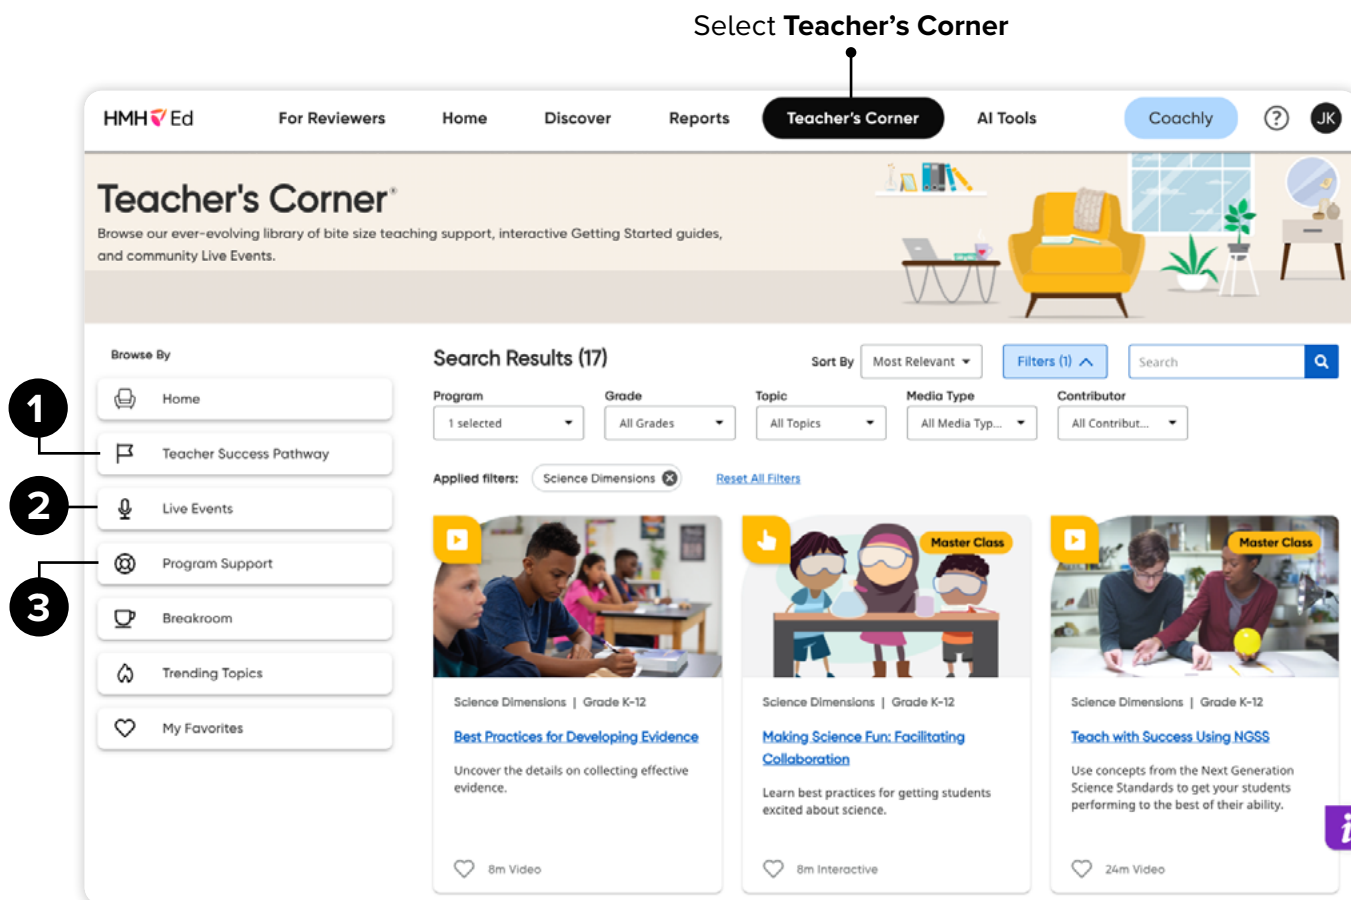 Select Teacher's Corner
HMH Ed
For Reviewers
Home
Discover
Reports
Teacher's Corner
AI Tools
Coachly
?
JK
Teacher's Corner®
Browse our ever-evolving library of bite size teaching support, interactive Getting Started guides,
and community Live Events.
Browse By
1
2
3
Home
Teacher Success Pathway
Live Events
Program Support
Breakroom
Trending Topics
My Favorites
Search Results (17)
Sort By
Most Relevant
Filters (1)
Search
Program
Grade
Topic
Media Type
Contributor
1 selected
All Grades
All Topics
All Media Typ...
All Contribut...
Applied filters:
Science Dimensions
Reset All Filters
Science Dimensions | Grade K-12
Best Practices for Developing Evidence
Uncover the details on collecting effective
evidence.
8m Video
Master Class
Science Dimensions | Grade K-12
Making Science Fun: Facilitating
Collaboration
Learn best practices for getting students
excited about science.
8m Interactive
Master Class
Science Dimensions | Grade K-12
Teach with Success Using NGSS
Use concepts from the Next Generation
Science Standards to get your students
performing to the best of their ability.
24m Video
i